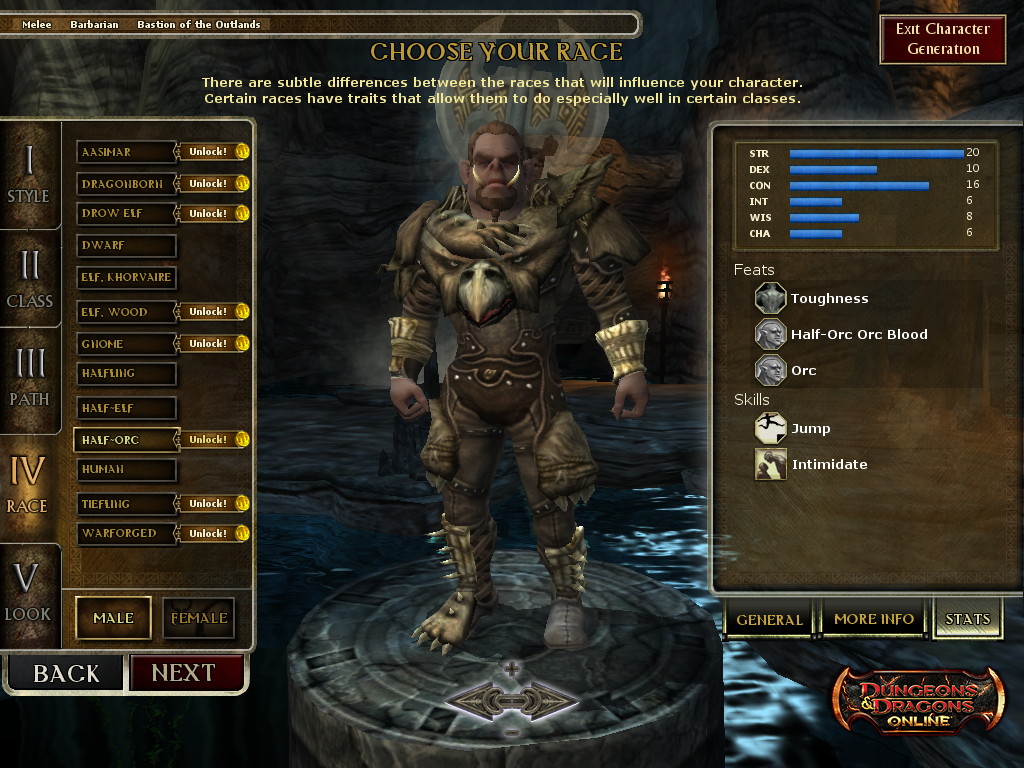 Melee Barbarian Bastion of the Outlands
Exit Character
Generation
CHOOSE YOUR RACE
There are subtle differences between the races that will influence your character.
Certain races have traits that allow them to do especially well in certain classes.
I
STYLE
II
CLASS
III
PATH
IV
RACE
V
LOOK
AASIMAR Unlock!
DRAGONBORN Unlock!
DROW ELF Unlock!
DWARF
ELF, KHORVAIRE
ELF, WOOD Unlock!
GNOME Unlock!
HALFLING
HALF-ELF
HALF-ORC Unlock!
HUMAN
TIEFLING Unlock!
WARFORGED Unlock!
MALE FEMALE
BACK NEXT
STR 20
DEX 10
CON 16
INT 6
WIS 8
CHA 6
Feats
Toughness
Half-Orc Orc Blood
Orc
Skills
Jump
Intimidate
GENERAL MORE INFO STATS
DUNGEONS
& DRAGONS
ONLINE